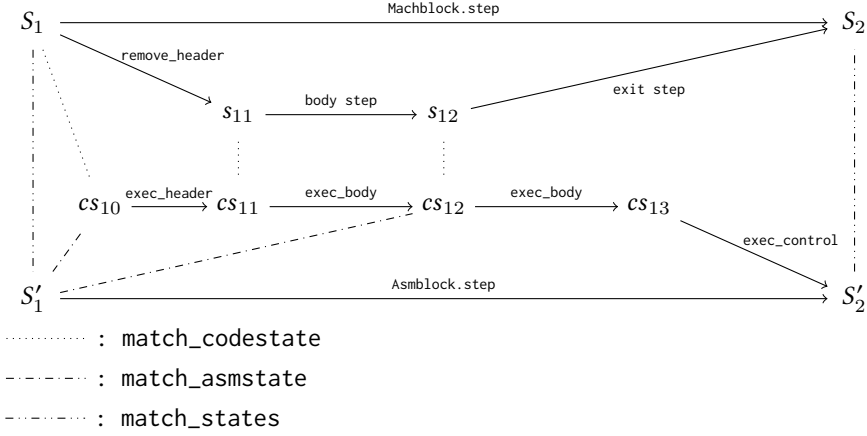 S₁ Machblock.step S₂
remove_header
body step
exit step
s₁₁ s₁₂
exec_header exec_body exec_body
cs₁₀ cs₁₁ cs₁₂ cs₁₃
exec_control
Asmblock.step
S′₁ S′₂
: match_codestate
: match_asmstate
: match_states